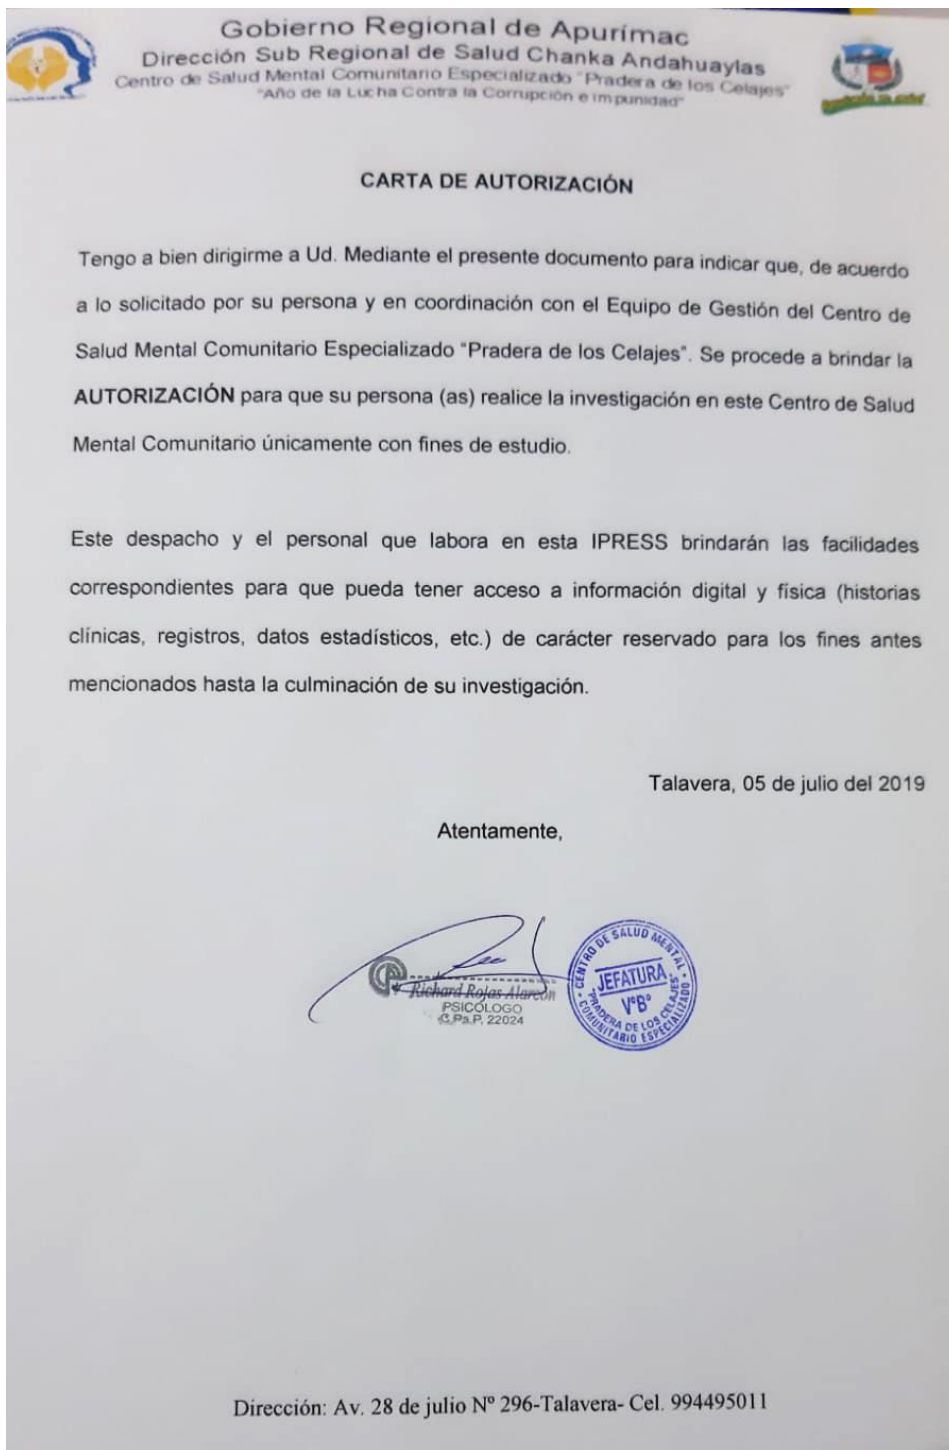 Gobierno Regional de Apurímac
Dirección Sub Regional de Salud Chanka Andahuaylas
Centro de Salud Mental Comunitario Especializado "Pradera de los Celajes"
"Año de la Lucha Contra la Corrupción e impunidad"
CARTA DE AUTORIZACIÓN
Tengo a bien dirigirme a Ud. Mediante el presente documento para indicar que, de acuerdo
a lo solicitado por su persona y en coordinación con el Equipo de Gestión del Centro de
Salud Mental Comunitario Especializado "Pradera de los Celajes". Se procede a brindar la
AUTORIZACIÓN para que su persona (as) realice la investigación en este Centro de Salud
Mental Comunitario únicamente con fines de estudio.
Este despacho y el personal que labora en esta IPRESS brindarán las facilidades
correspondientes para que pueda tener acceso a información digital y física (historias
clínicas, registros, datos estadísticos, etc.) de carácter reservado para los fines antes
mencionados hasta la culminación de su investigación.
Talavera, 05 de julio del 2019
Atentamente,
Richard Rojas Alarcón
PSICÓLOGO
C.Ps.P. 22024
CENTRO DE SALUD MENTAL
COMUNITARIO ESPECIALIZADO
JEFATURA
V°B°
"PRADERA DE LOS CELAJES"
Dirección: Av. 28 de julio Nº 296-Talavera- Cel. 994495011